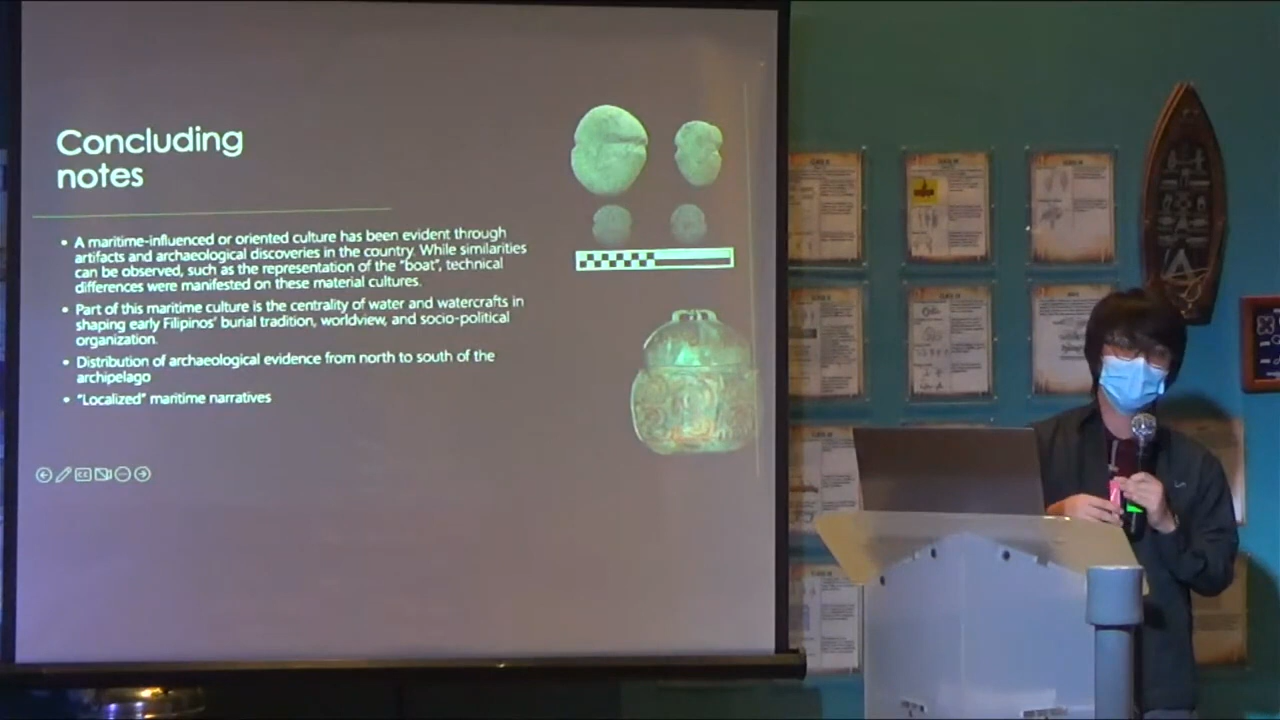 Concluding
notes
• A maritime-influenced or oriented culture has been evident through
artifacts and archaeological discoveries in the country. While similarities
can be observed, such as the representation of the "boat", technical
differences were manifested on these material cultures.
• Part of this maritime culture is the centrality of water and watercrafts in
shaping early Filipinos' burial tradition, worldview, and socio-political
organization.
• Distribution of archaeological evidence from north to south of the
archipelago
• "Localized" maritime narratives
CC